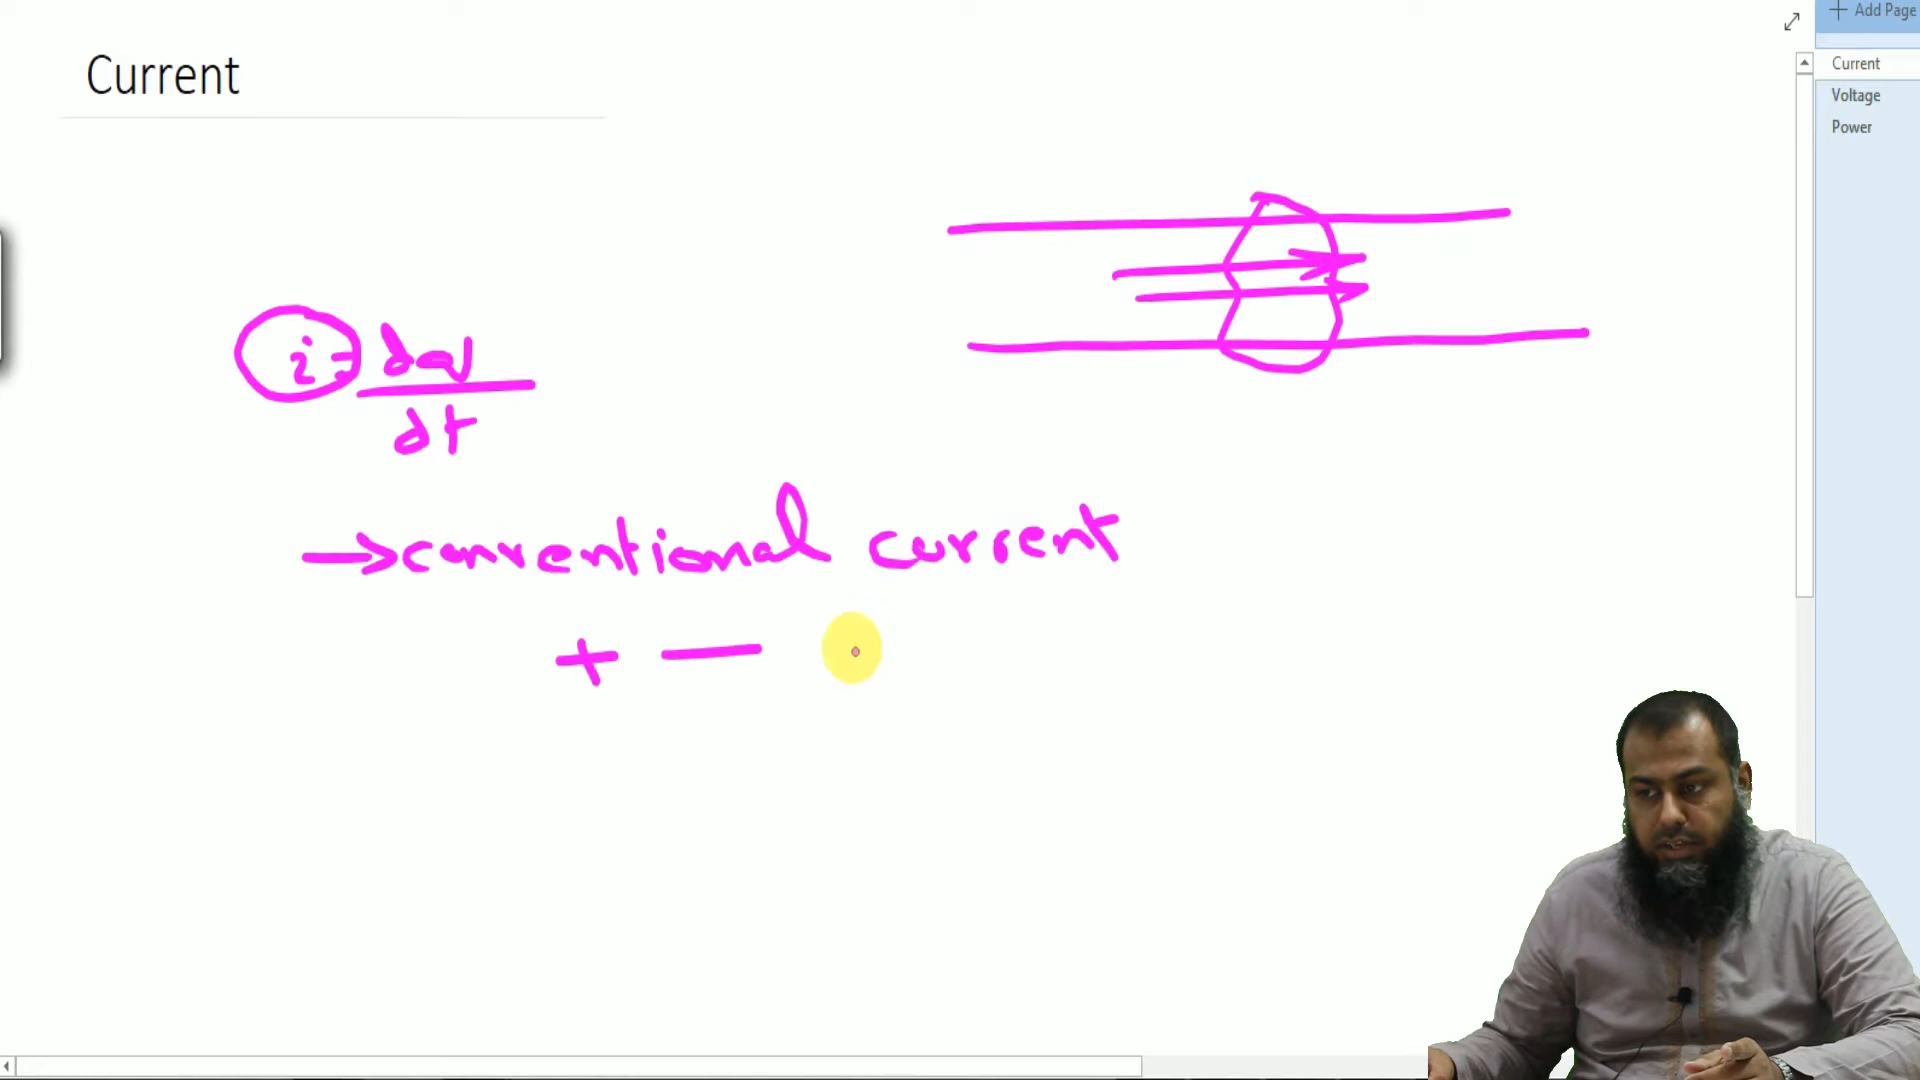 Add Page
Current
Current
Voltage
Power
i = dq
dt
→ conventional current
+ —